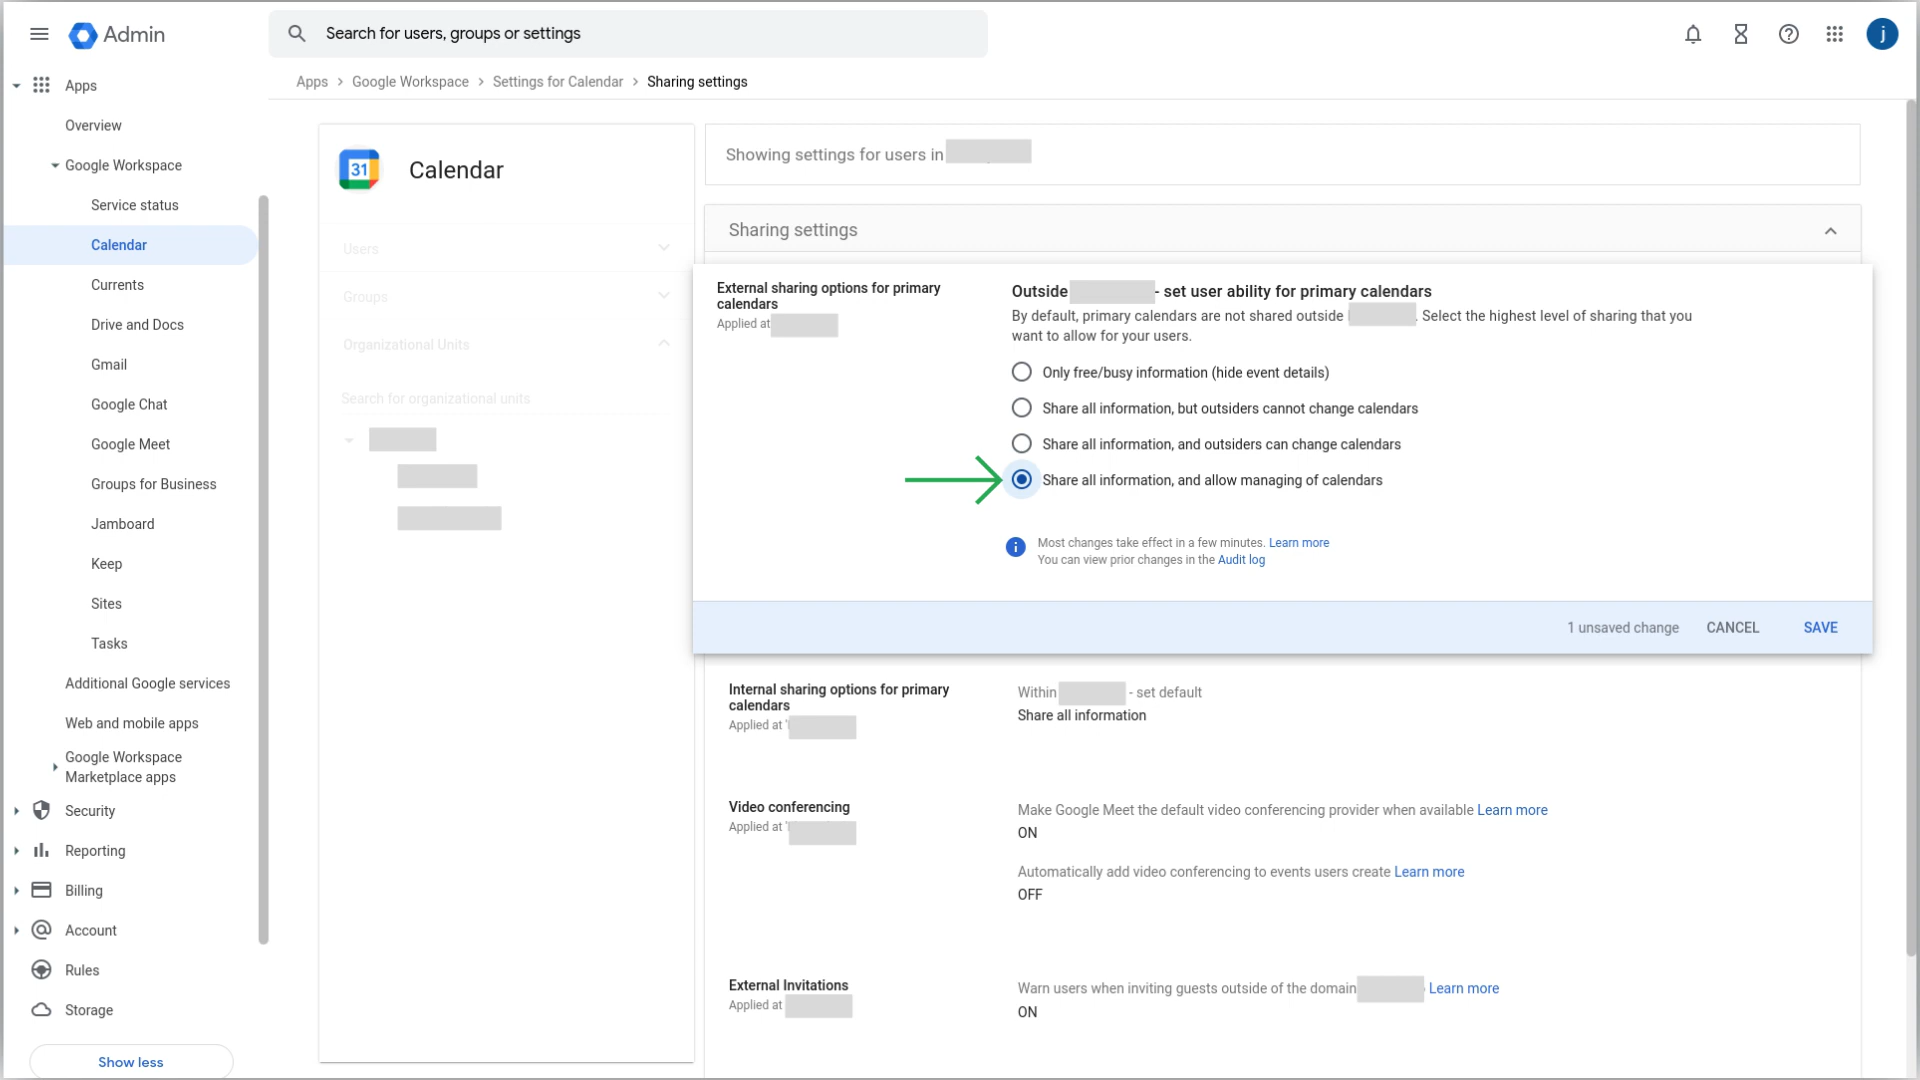 Admin
Search for users, groups or settings
j
Apps
Overview
Google Workspace
Service status
Calendar
Currents
Drive and Docs
Gmail
Google Chat
Google Meet
Groups for Business
Jamboard
Keep
Sites
Tasks
Additional Google services
Web and mobile apps
Google Workspace
Marketplace apps
Security
Reporting
Billing
Account
Rules
Storage
Show less
Apps > Google Workspace > Settings for Calendar > Sharing settings
31
Calendar
Users
Groups
Organizational Units
Search for organizational units
Showing settings for users in
Sharing settings
External sharing options for primary
calendars
Applied at
Outside - set user ability for primary calendars
By default, primary calendars are not shared outside . Select the highest level of sharing that you
want to allow for your users.
Only free/busy information (hide event details)
Share all information, but outsiders cannot change calendars
Share all information, and outsiders can change calendars
Share all information, and allow managing of calendars
Most changes take effect in a few minutes. Learn more
You can view prior changes in the Audit log
1 unsaved change CANCEL SAVE
Internal sharing options for primary
calendars
Applied at '
Within - set default
Share all information
Video conferencing
Applied at '
Make Google Meet the default video conferencing provider when available Learn more
ON
Automatically add video conferencing to events users create Learn more
OFF
External Invitations
Applied at
Warn users when inviting guests outside of the domain Learn more
ON